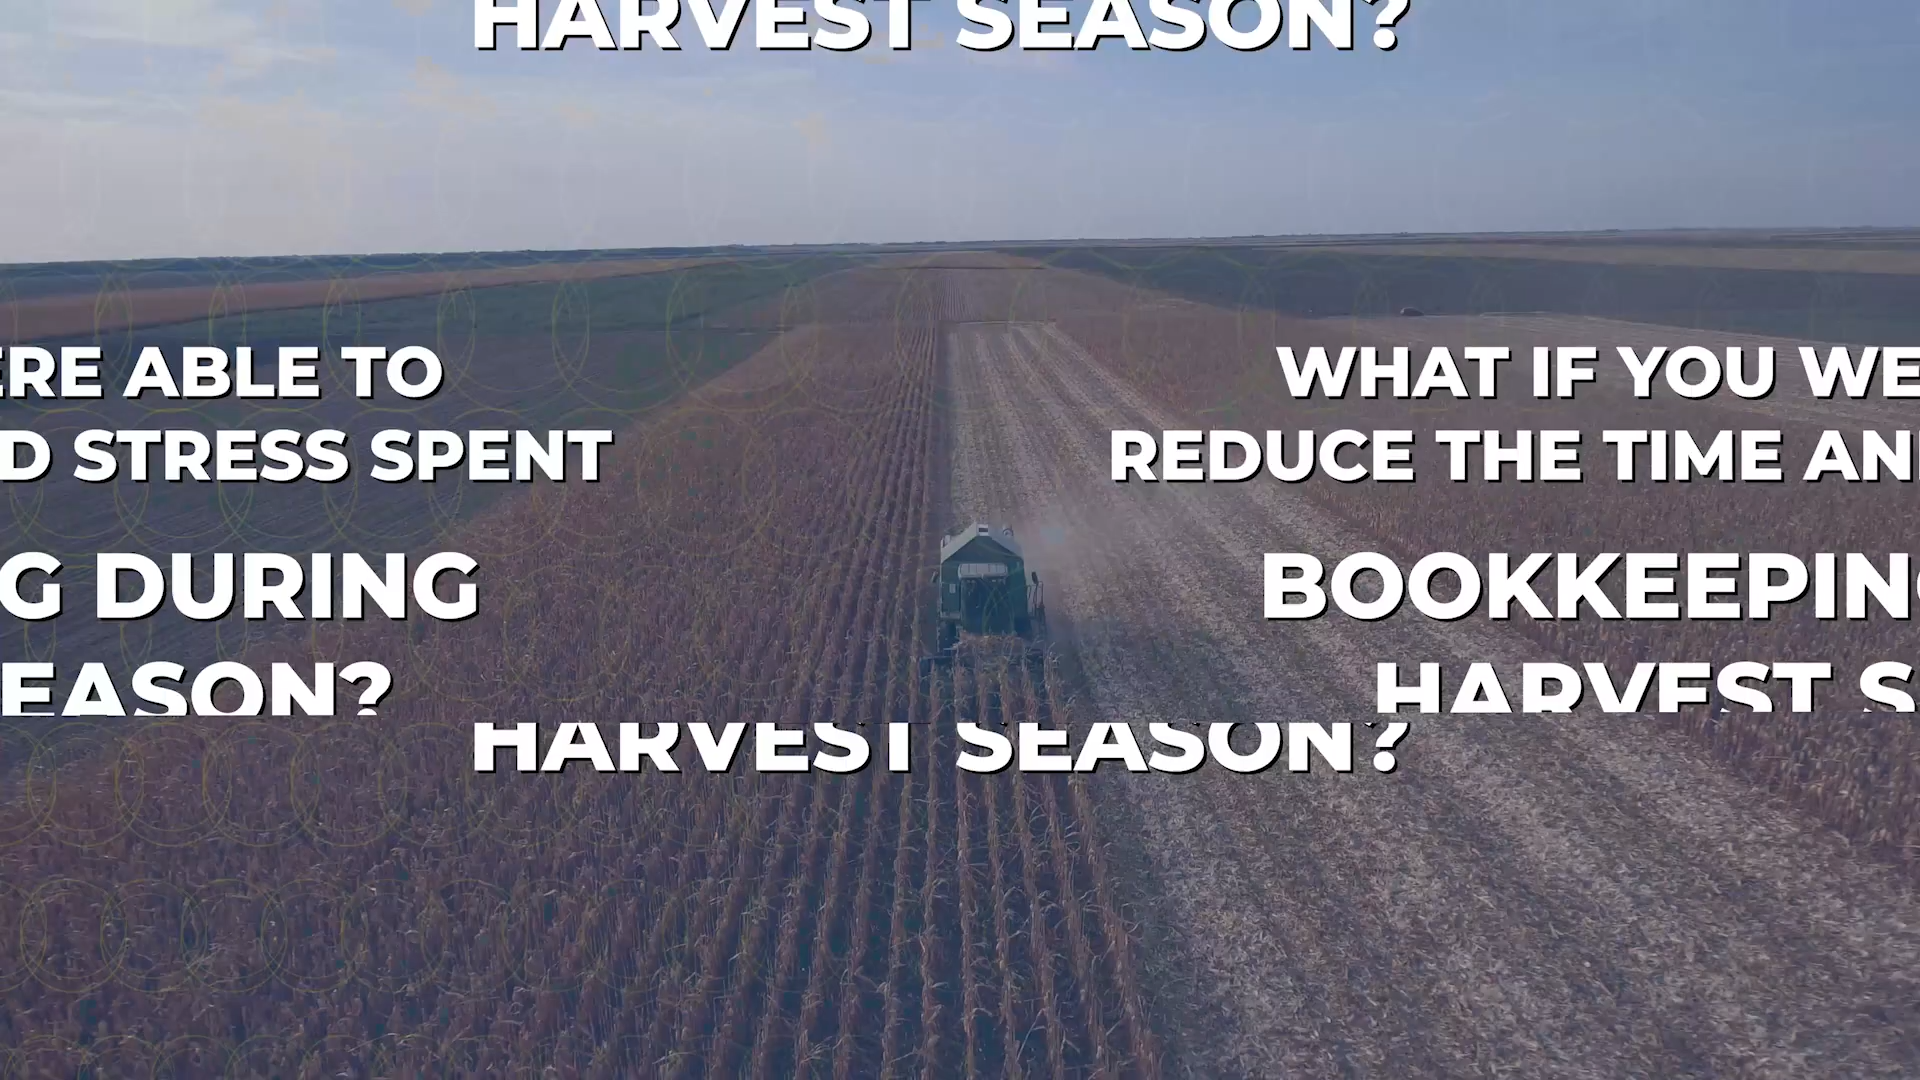 HARVEST SEASON?
ERE ABLE TO
WHAT IF YOU WE
D STRESS SPENT
REDUCE THE TIME AN
G DURING
BOOKKEEPING
EASON?
HARVEST S
HARVEST SEASON?